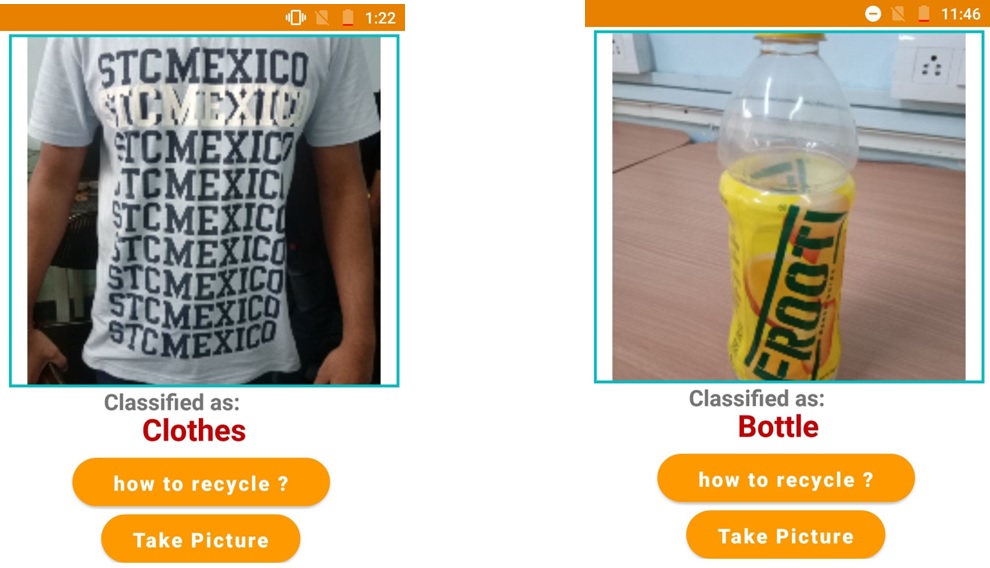 1:22
STCMEXICO
STCMEXICO
STCMEXICO
STCMEXICO
STCMEXICO
STCMEXICO
STCMEXICO
STCMEXICO
STCMEXICO
Classified as:
Clothes
how to recycle ?
Take Picture
11:46
FROOTI
Classified as:
Bottle
how to recycle ?
Take Picture